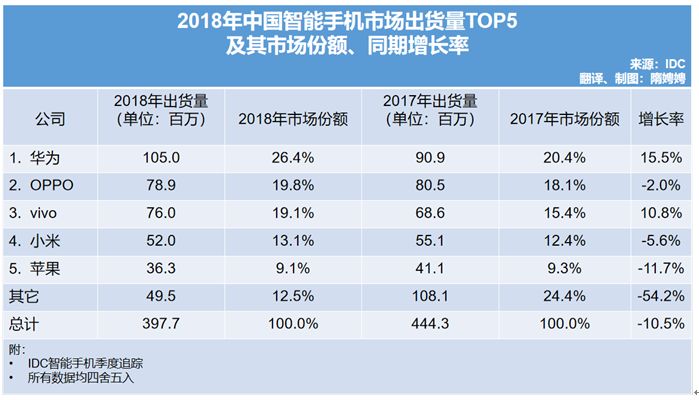 2018年中国智能手机市场出货量TOP5
及其市场份额、同期增长率
来源：IDC
翻译、制图：隋娉娉
公司 2018年出货量（单位：百万） 2018年市场份额 2017年出货量（单位：百万） 2017年市场份额 增长率
1. 华为 105.0 26.4% 90.9 20.4% 15.5%
2. OPPO 78.9 19.8% 80.5 18.1% -2.0%
3. vivo 76.0 19.1% 68.6 15.4% 10.8%
4. 小米 52.0 13.1% 55.1 12.4% -5.6%
5. 苹果 36.3 9.1% 41.1 9.3% -11.7%
其它 49.5 12.5% 108.1 24.4% -54.2%
总计 397.7 100.0% 444.3 100.0% -10.5%
附：
• IDC智能手机季度追踪
• 所有数据均四舍五入